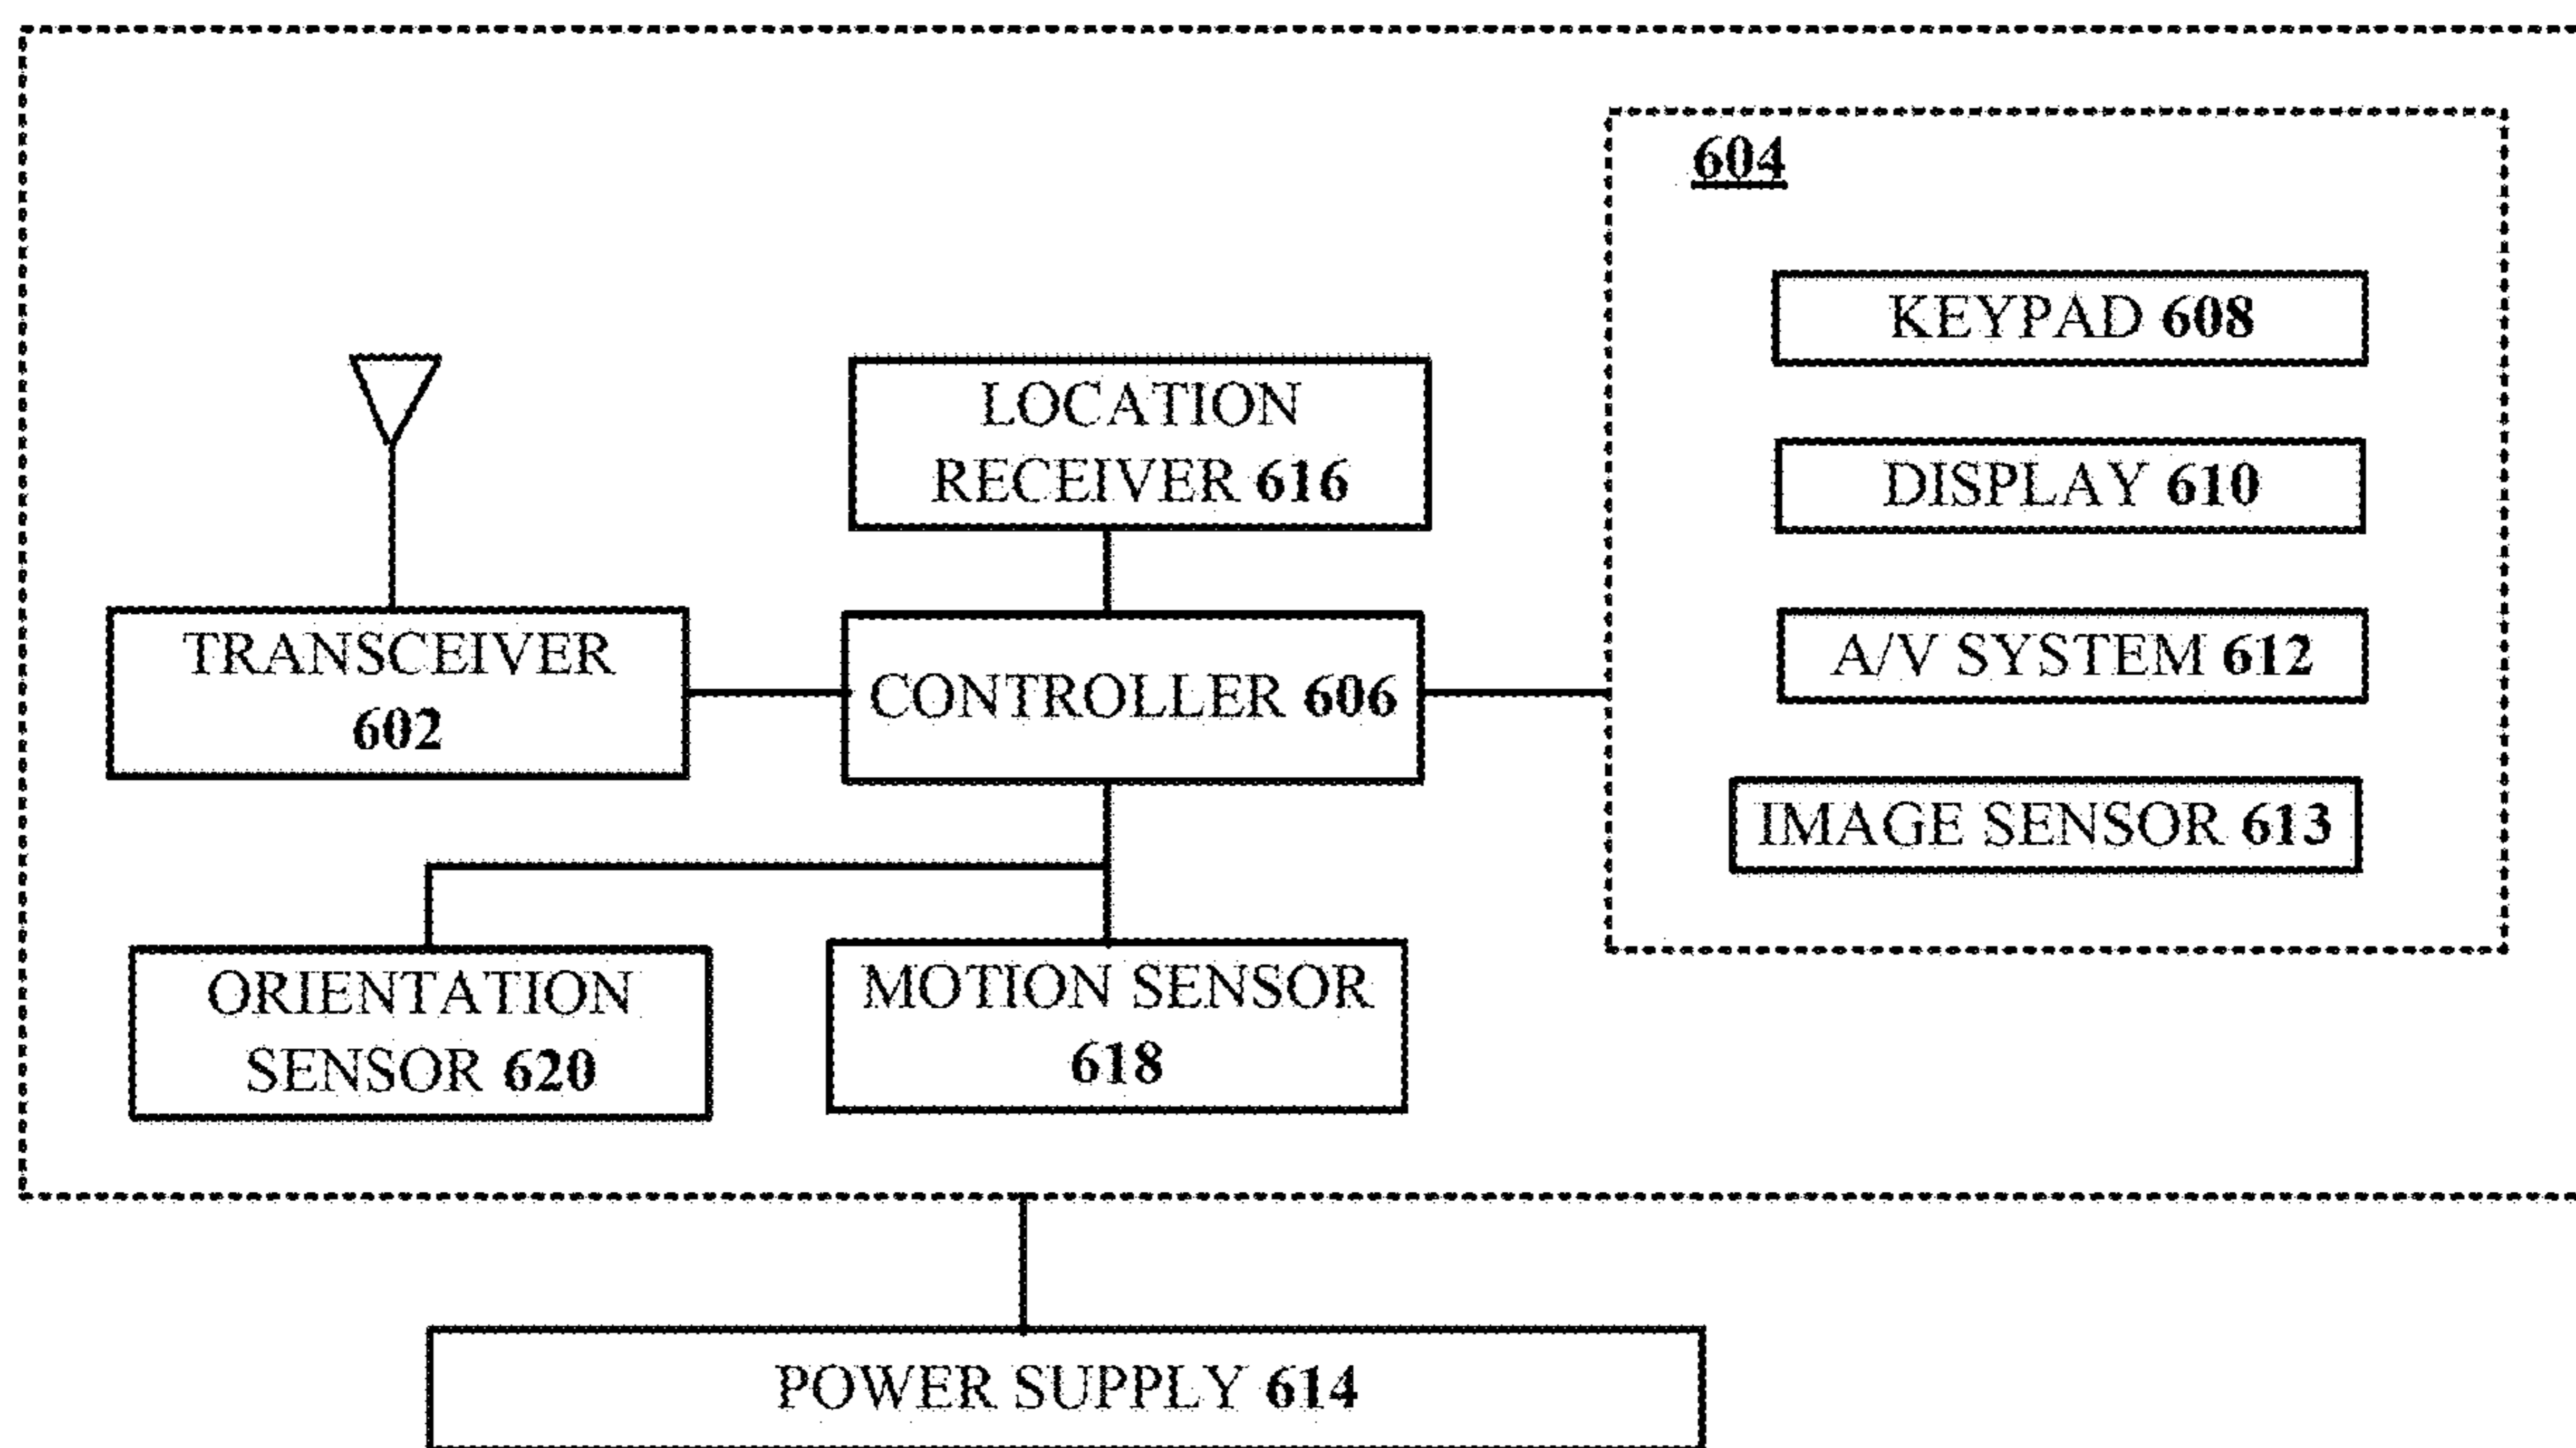 604
KEYPAD 608
DISPLAY 610
A/V SYSTEM 612
IMAGE SENSOR 613
LOCATION
RECEIVER 616
TRANSCEIVER
602
CONTROLLER 606
ORIENTATION
SENSOR 620
MOTION SENSOR
618
POWER SUPPLY 614